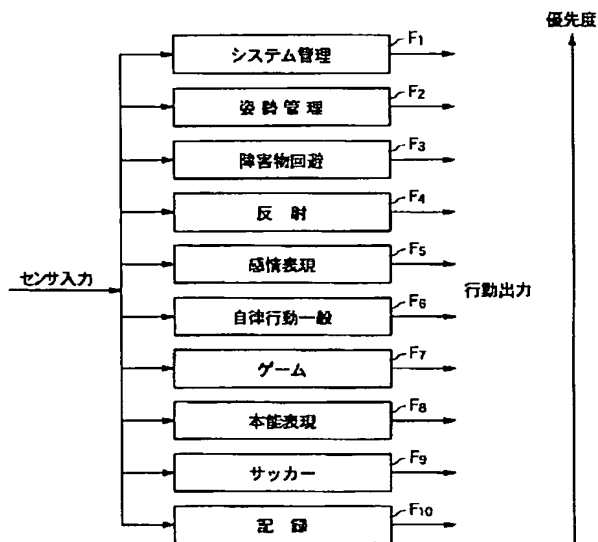 優先度
F1
システム管理
F2
姿勢管理
F3
障害物回避
F4
反射
F5
感情表現
センサ入力
行動出力
F6
自律行動一般
F7
ゲーム
F8
本能表現
F9
サッカー
F10
記録